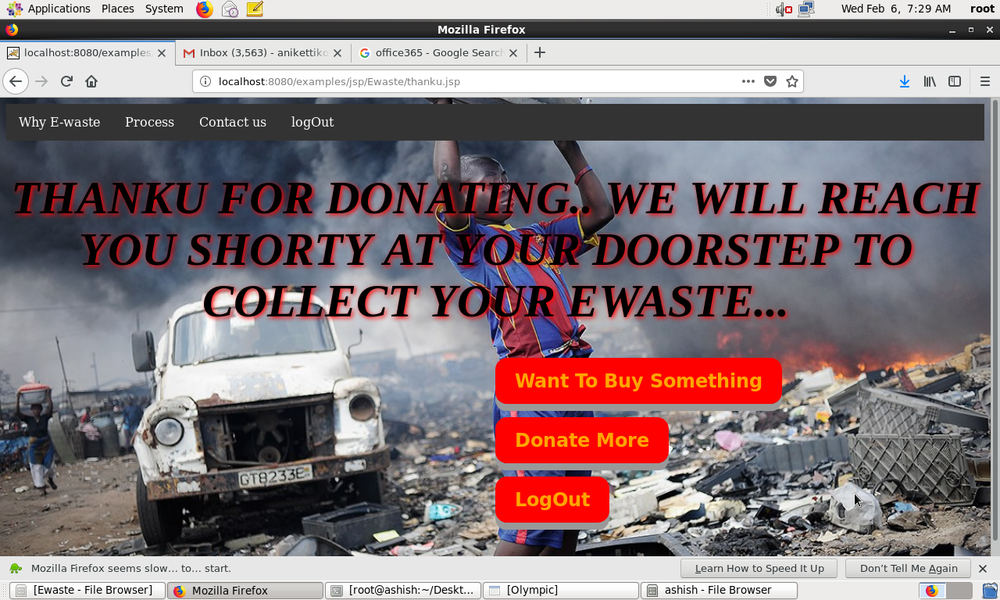 Applications Places System Wed Feb 6, 7:29 AM root
Mozilla Firefox
localhost:8080/examples Inbox (3,563) - anikettiko office365 - Google Search
localhost:8080/examples/jsp/Ewaste/thanku.jsp
Why E-waste Process Contact us logOut
THANKU FOR DONATING.. WE WILL REACH
YOU SHORTY AT YOUR DOORSTEP TO
COLLECT YOUR EWASTE...
Want To Buy Something
Donate More
GT8233E
LogOut
Mozilla Firefox seems slow... to... start. Learn How to Speed It Up Don't Tell Me Again
[Ewaste - File Browser] Mozilla Firefox [root@ashish:~/Deskt... [Olympic] ashish - File Browser